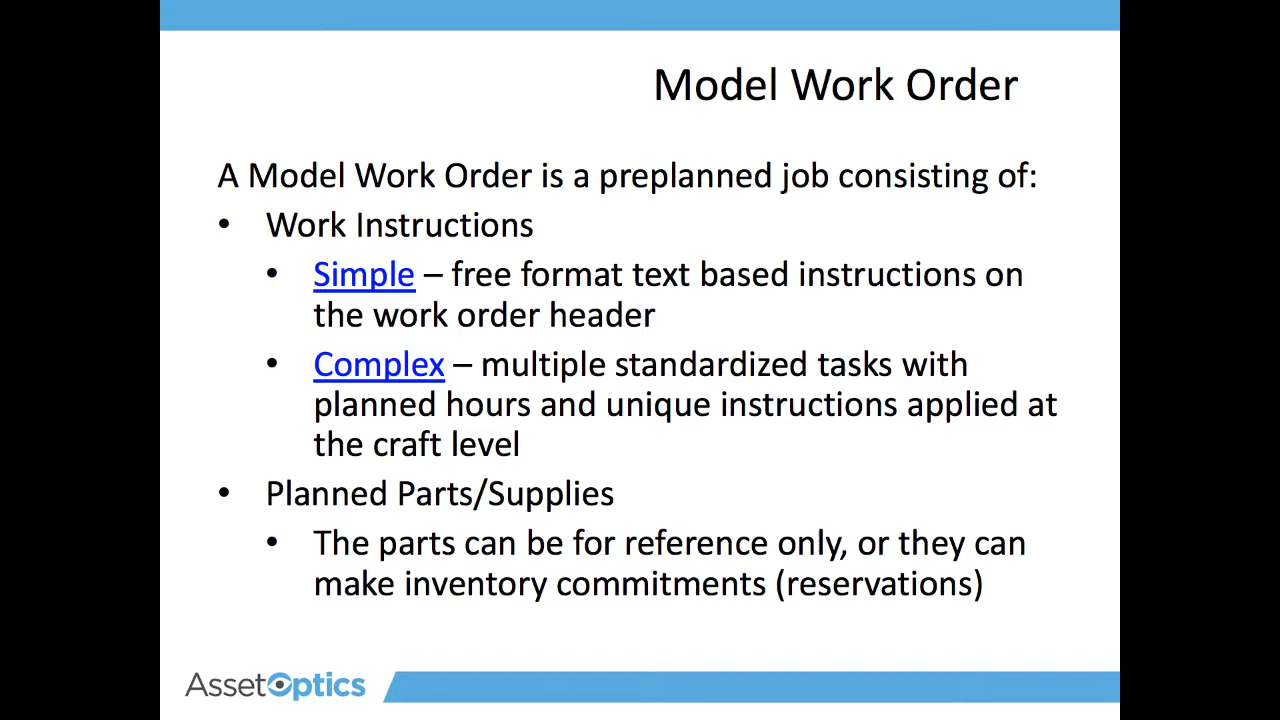 Model Work Order
A Model Work Order is a preplanned job consisting of:
• Work Instructions
• Simple – free format text based instructions on
the work order header
• Complex – multiple standardized tasks with
planned hours and unique instructions applied at
the craft level
• Planned Parts/Supplies
• The parts can be for reference only, or they can
make inventory commitments (reservations)
AssetOptics